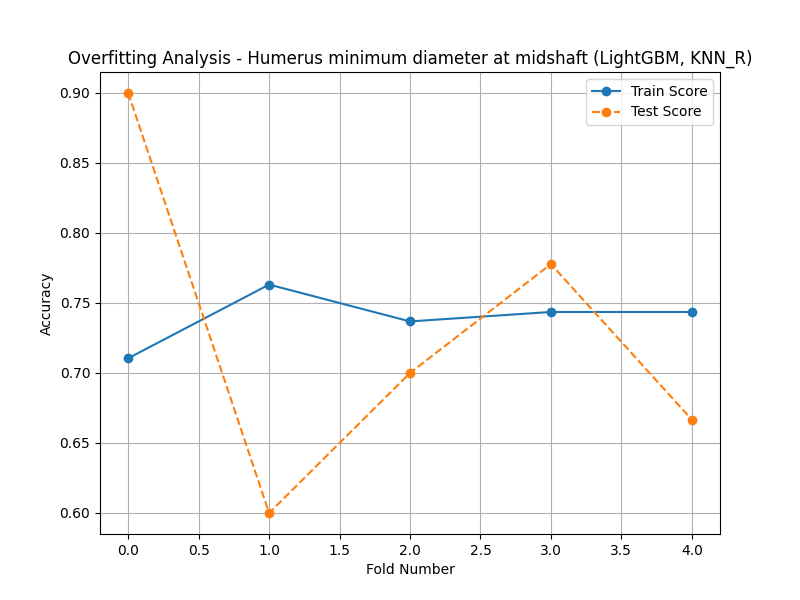 Overfitting Analysis - Humerus minimum diameter at midshaft (LightGBM, KNN_R)
Train Score
Test Score
Accuracy
0.90
0.85
0.80
0.75
0.70
0.65
0.60
0.0 0.5 1.0 1.5 2.0 2.5 3.0 3.5 4.0
Fold Number